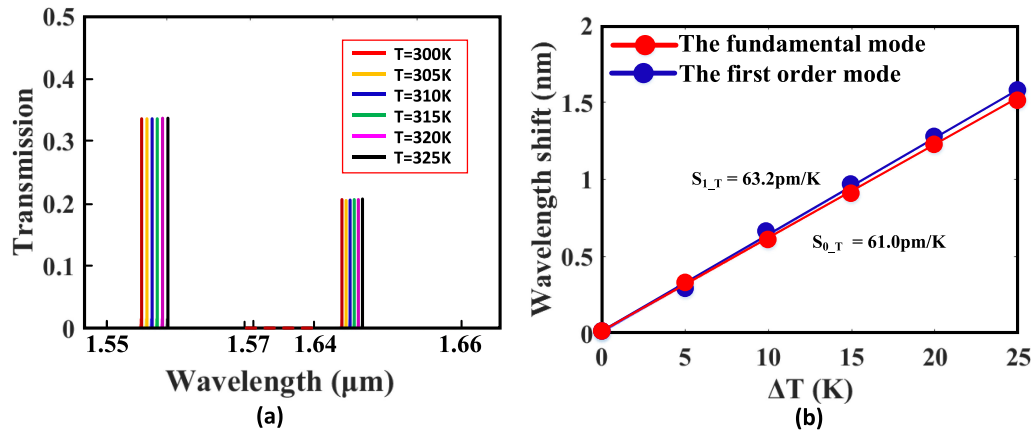 0.5
0.4
0.3
0.2
0.1
0
Transmission
T=300K
T=305K
T=310K
T=315K
T=320K
T=325K
1.55
1.57
1.64
1.66
Wavelength (μm)
(a)
2
1.5
1
0.5
0
Wavelength shift (nm)
The fundamental mode
The first order mode
S1_T = 63.2pm/K
S0_T = 61.0pm/K
0
5
10
15
20
25
ΔT (K)
(b)